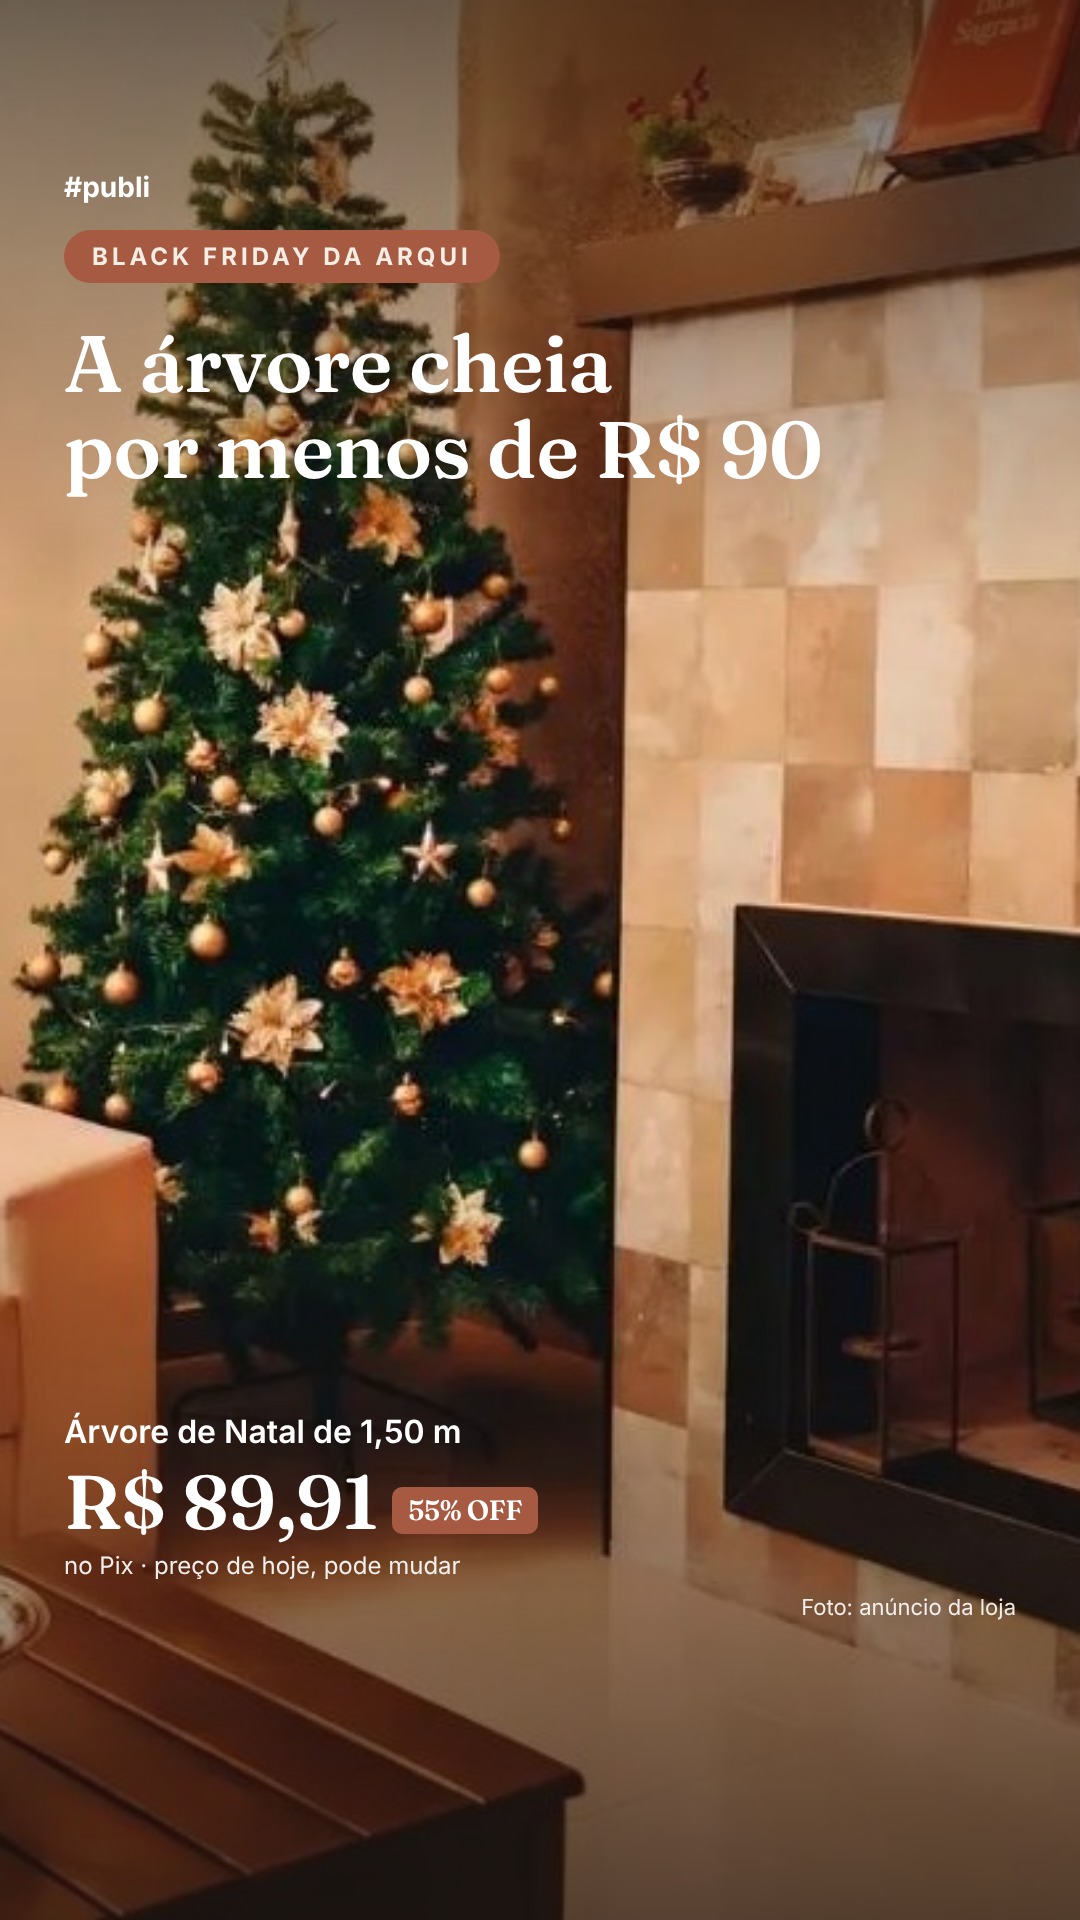 Sagrada
#publi
BLACK FRIDAY DA ARQUI
A árvore cheia
por menos de R$ 90
Árvore de Natal de 1,50 m
R$ 89,91 55% OFF
no Pix · preço de hoje, pode mudar
Foto: anúncio da loja